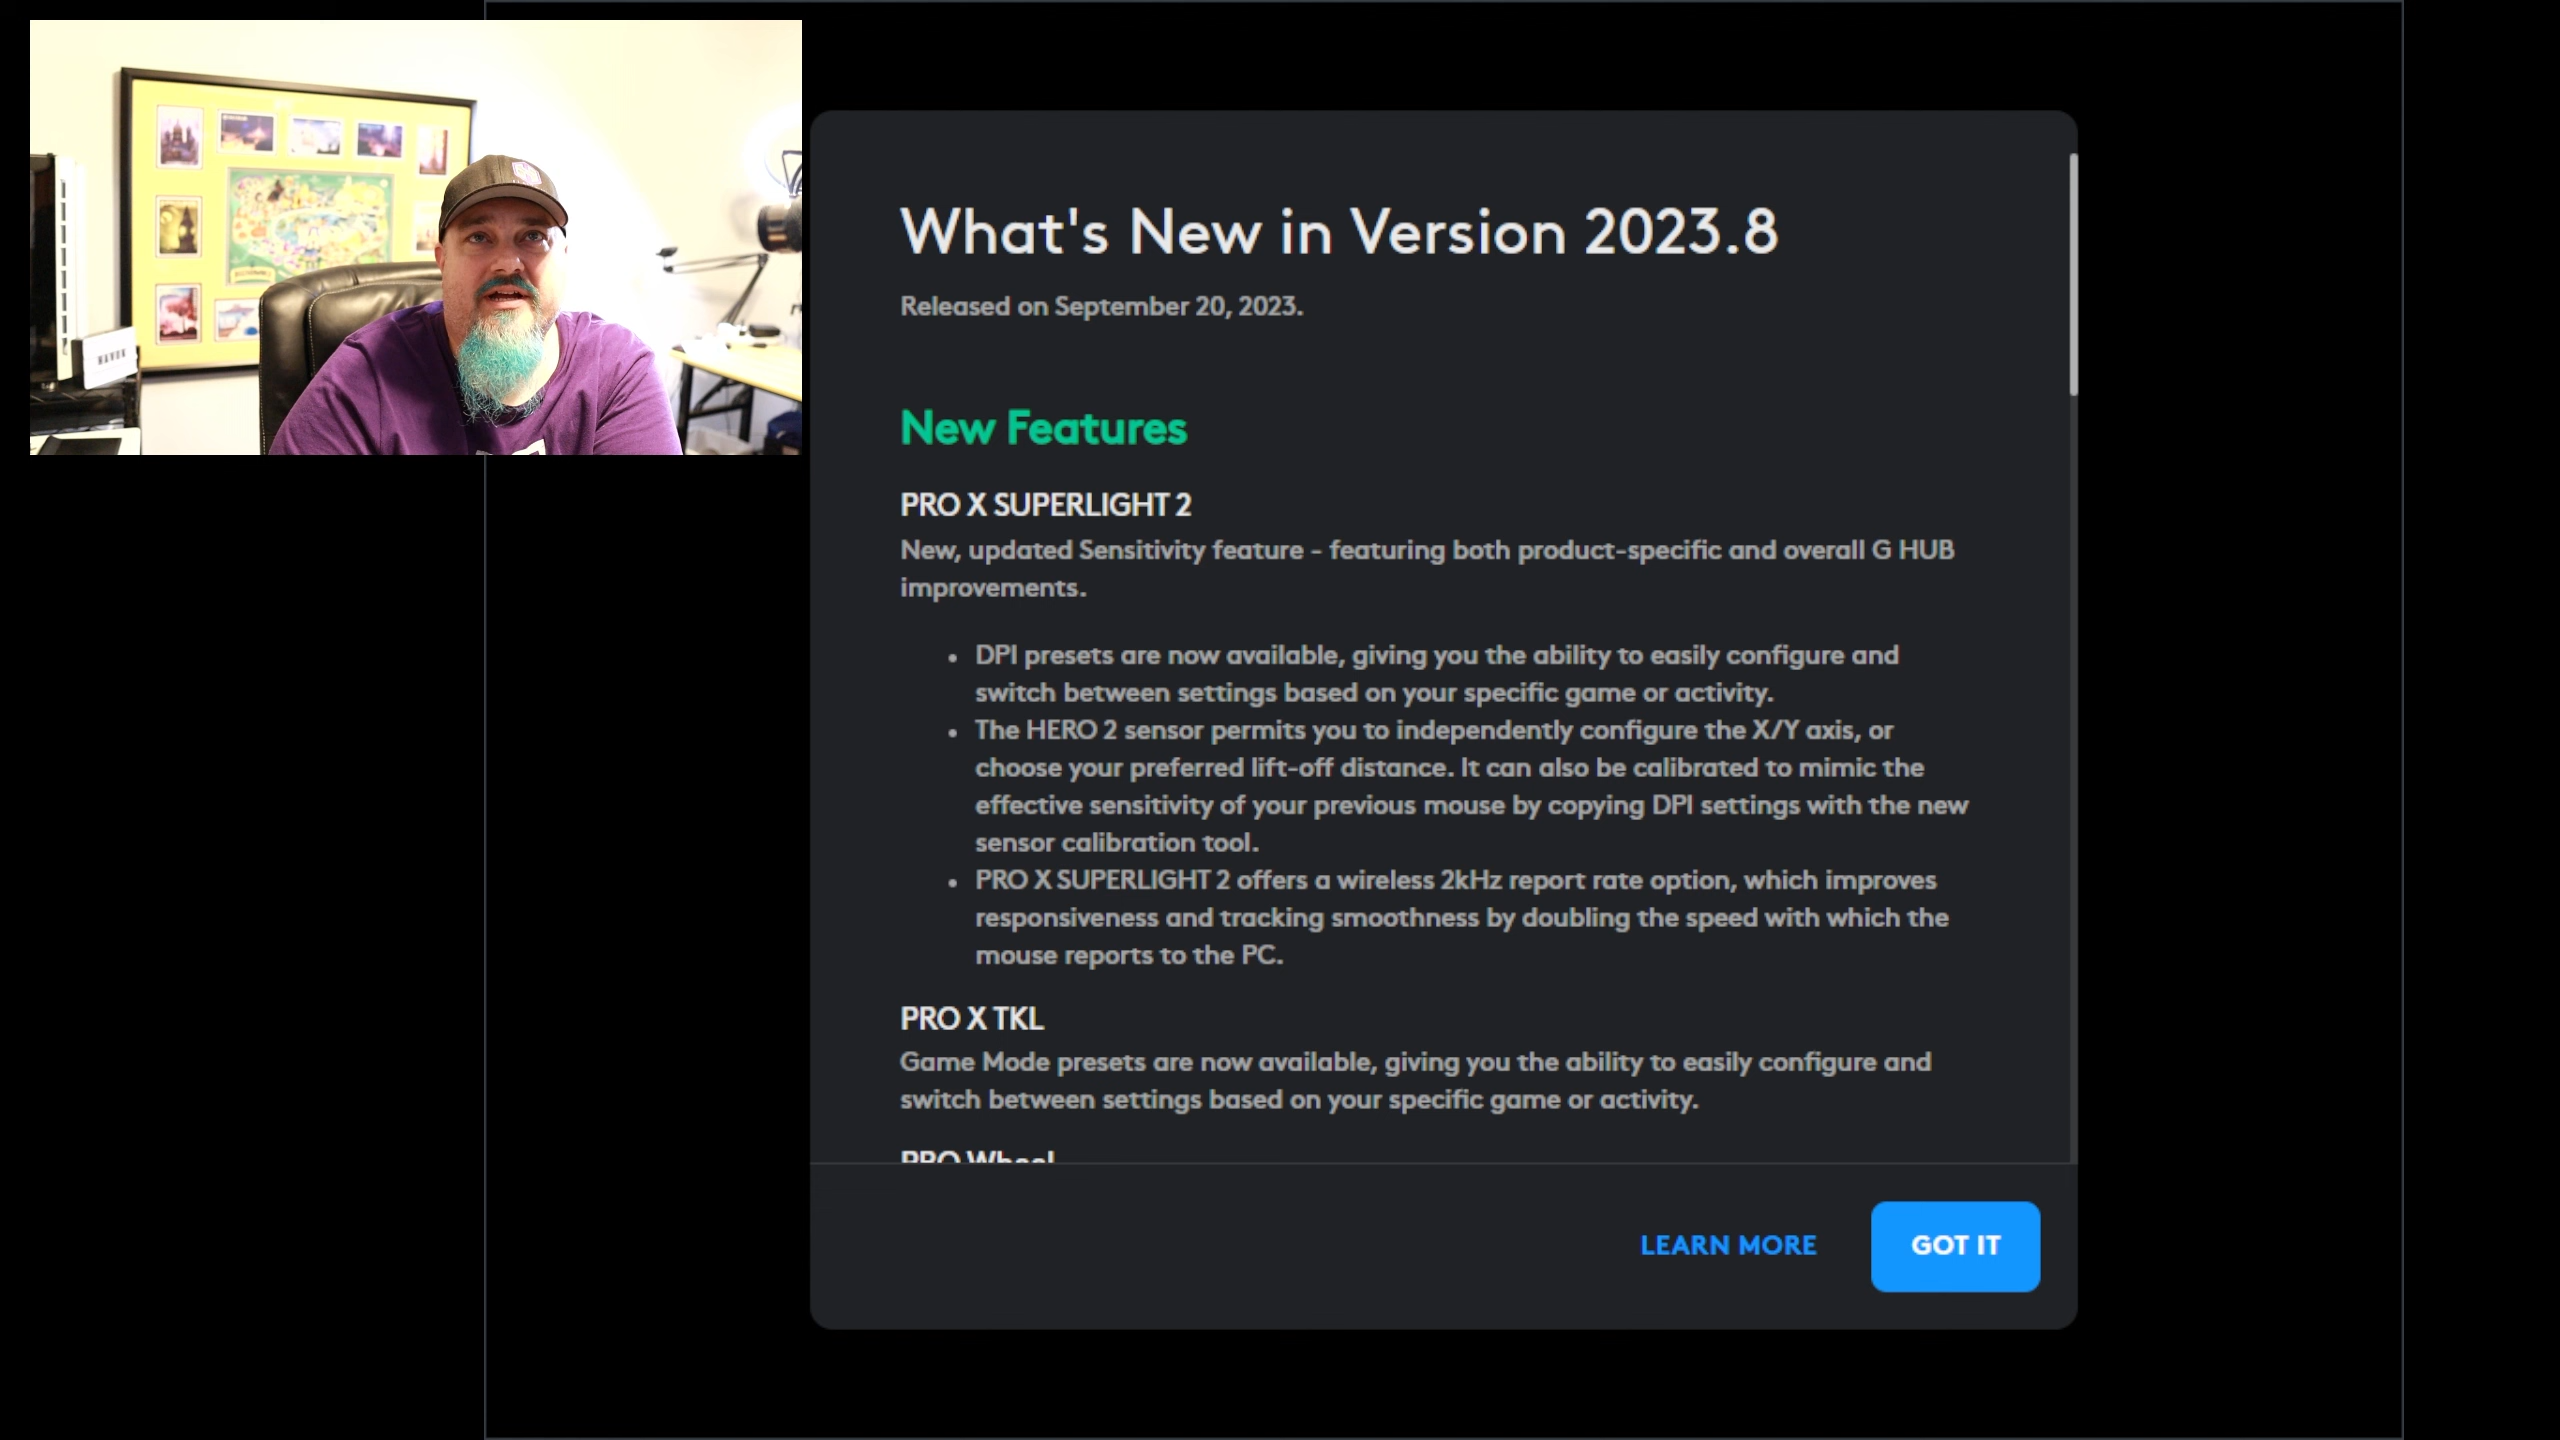 What's New in Version 2023.8
Released on September 20, 2023.
New Features
PRO X SUPERLIGHT 2
New, updated Sensitivity feature - featuring both product-specific and overall G HUB
improvements.
• DPI presets are now available, giving you the ability to easily configure and
switch between settings based on your specific game or activity.
• The HERO 2 sensor permits you to independently configure the X/Y axis, or
choose your preferred lift-off distance. It can also be calibrated to mimic the
effective sensitivity of your previous mouse by copying DPI settings with the new
sensor calibration tool.
• PRO X SUPERLIGHT 2 offers a wireless 2kHz report rate option, which improves
responsiveness and tracking smoothness by doubling the speed with which the
mouse reports to the PC.
PRO X TKL
Game Mode presets are now available, giving you the ability to easily configure and
switch between settings based on your specific game or activity.
PRO Wheel
LEARN MORE
GOT IT